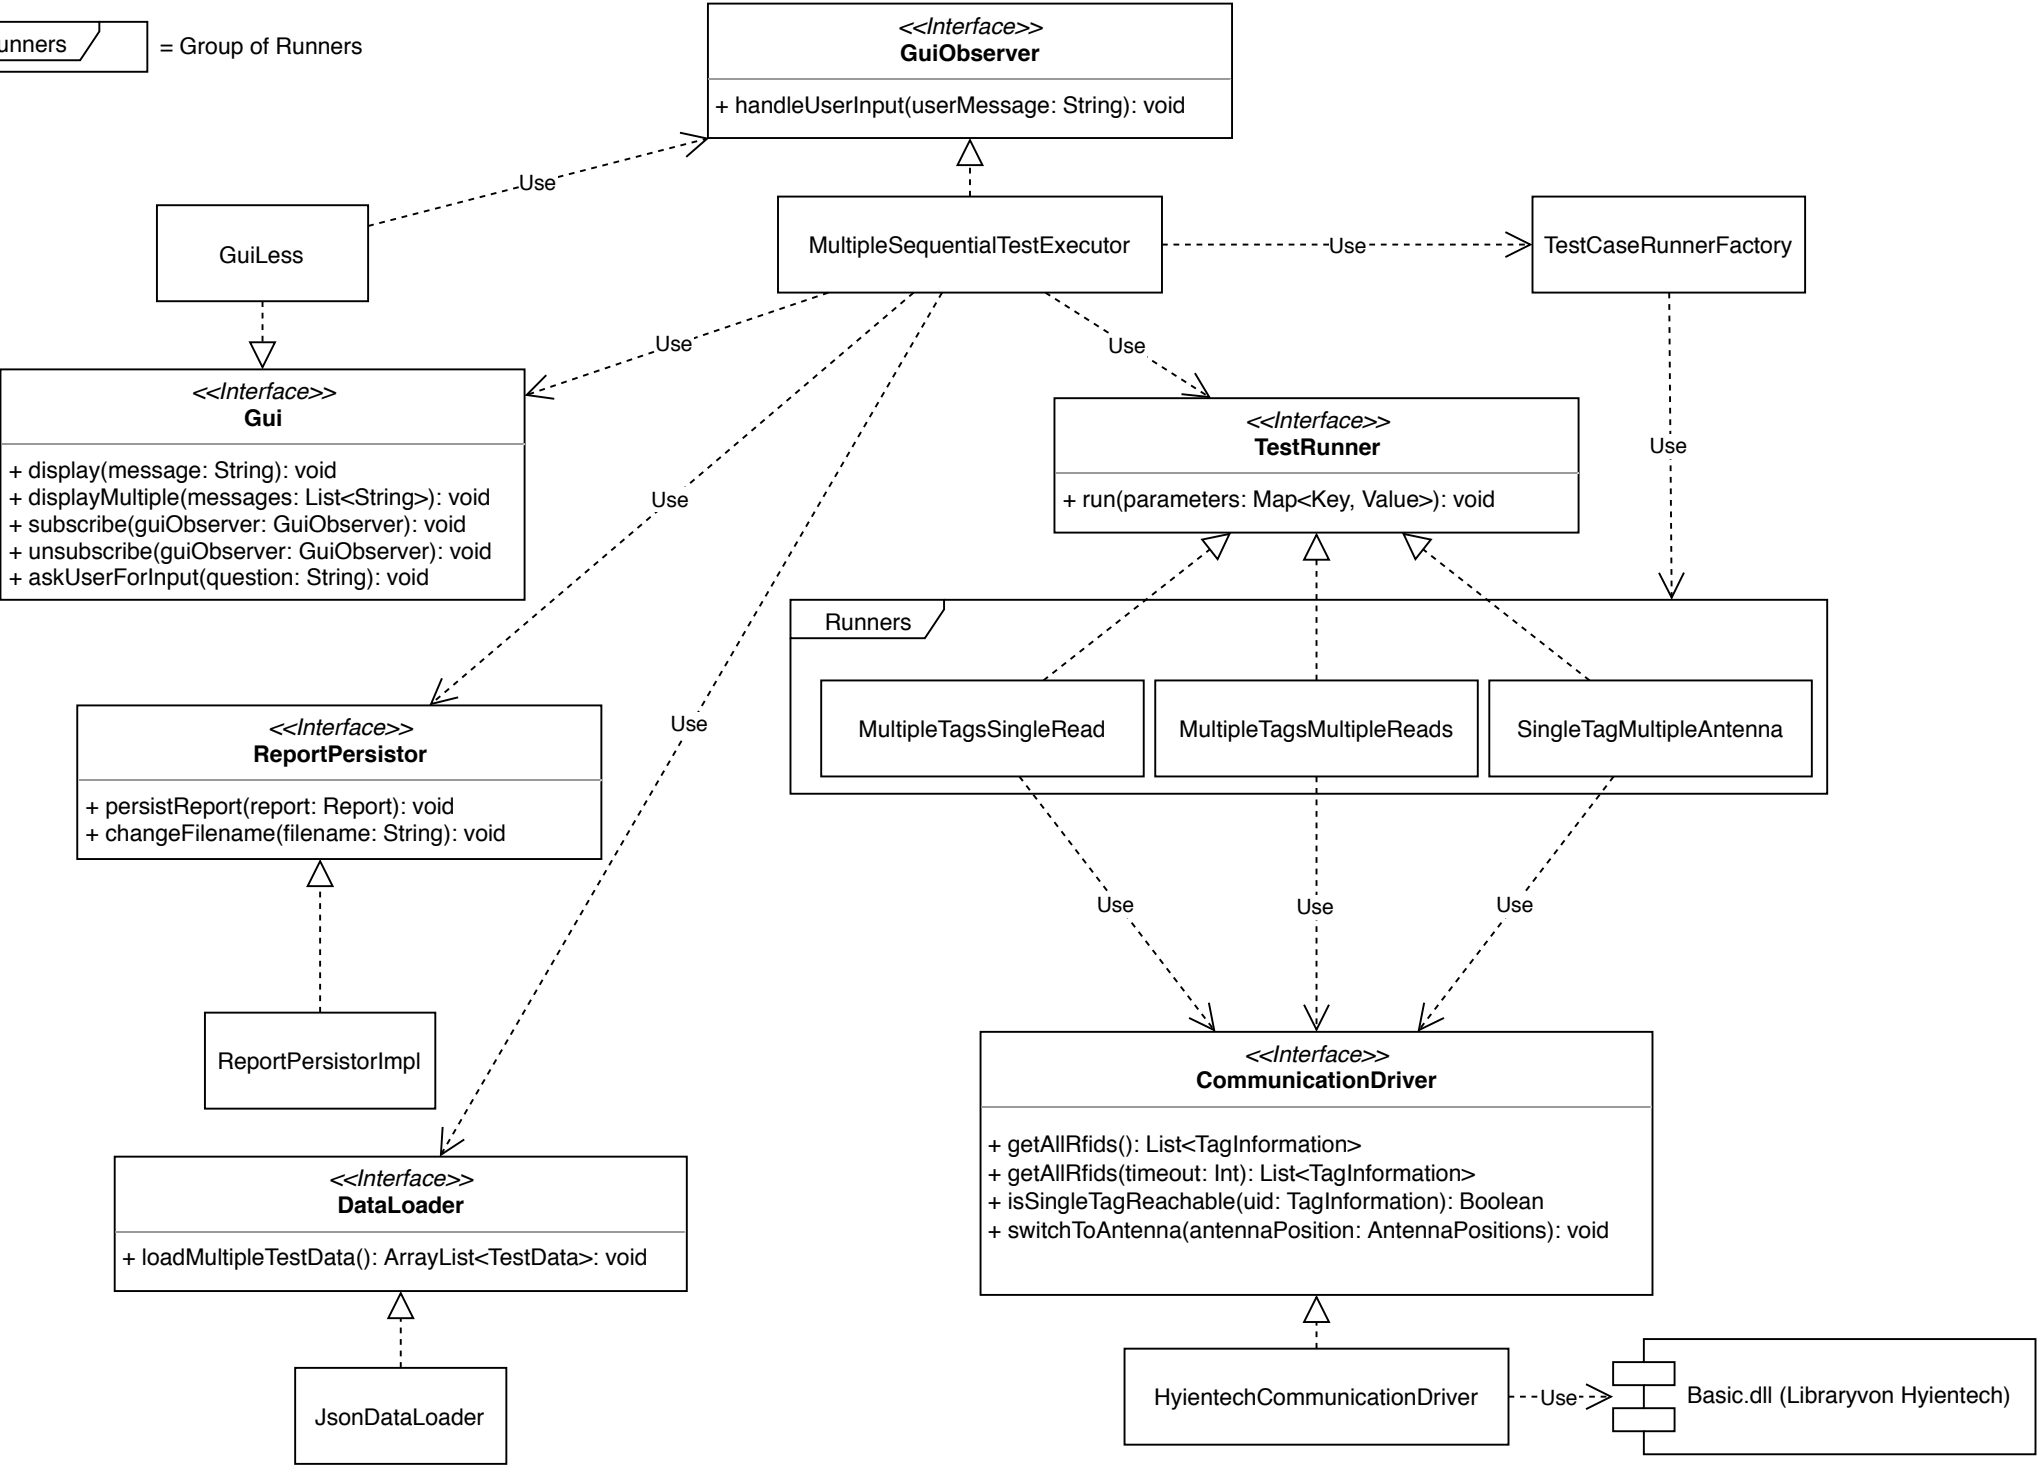 unners
= Group of Runners
<<Interface>>
GuiObserver
+ handleUserInput(userMessage: String): void
Use
GuiLess
MultipleSequentialTestExecutor
Use
TestCaseRunnerFactory
Use
Use
<<Interface>>
Gui
+ display(message: String): void
+ displayMultiple(messages: List<String>): void
+ subscribe(guiObserver: GuiObserver): void
+ unsubscribe(guiObserver: GuiObserver): void
+ askUserForInput(question: String): void
<<Interface>>
TestRunner
+ run(parameters: Map<Key, Value>): void
Use
Use
Runners
MultipleTagsSingleRead
MultipleTagsMultipleReads
SingleTagMultipleAntenna
Use
<<Interface>>
ReportPersistor
+ persistReport(report: Report): void
+ changeFilename(filename: String): void
Use
Use
Use
ReportPersistorImpl
<<Interface>>
CommunicationDriver
+ getAllRfids(): List<TagInformation>
+ getAllRfids(timeout: Int): List<TagInformation>
+ isSingleTagReachable(uid: TagInformation): Boolean
+ switchToAntenna(antennaPosition: AntennaPositions): void
<<Interface>>
DataLoader
+ loadMultipleTestData(): ArrayList<TestData>: void
JsonDataLoader
HyientechCommunicationDriver
Use
Basic.dll (Libraryvon Hyientech)